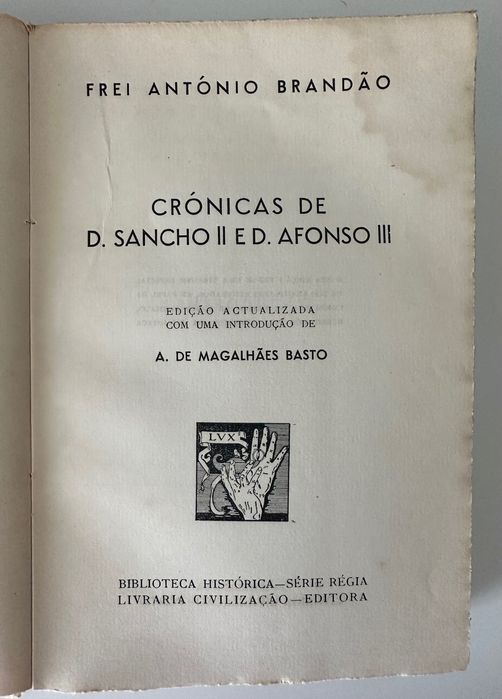 FREI ANTÓNIO BRANDÃO
CRÓNICAS DE
D. SANCHO II E D. AFONSO III
EDIÇÃO ACTUALIZADA
COM UMA INTRODUÇÃO DE
A. DE MAGALHÃES BASTO
LVX
BIBLIOTECA HISTÓRICA—SÉRIE RÉGIA
LIVRARIA CIVILIZAÇÃO—EDITORA